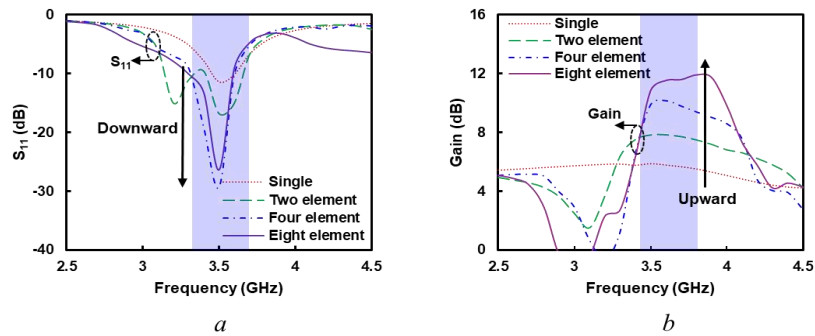 0
-10
-20
-30
-40
S11 (dB)
S11
Downward
Single
Two element
Four element
Eight element
2.5 3 3.5 4 4.5
Frequency (GHz)
a
16
12
8
4
0
Gain (dB)
Single
Two element
Four element
Eight element
Gain
Upward
2.5 3 3.5 4 4.5
Frequency (GHz)
b